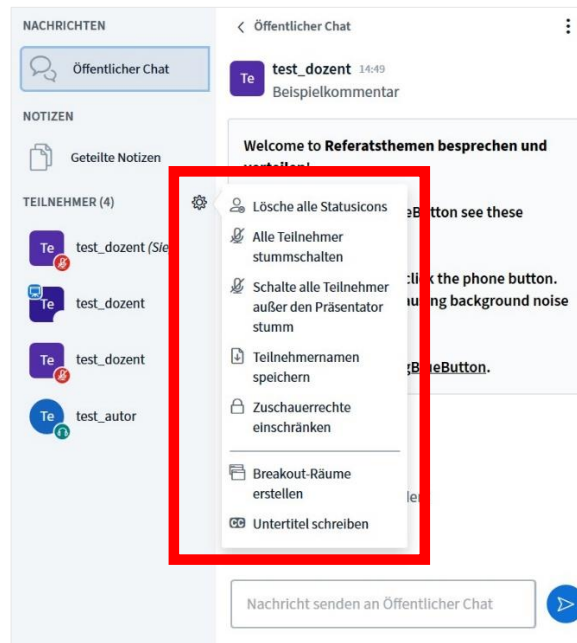 NACHRICHTEN
Öffentlicher Chat
NOTIZEN
Geteilte Notizen
TEILNEHMER (4)
Te test_dozent (Sie
Te test_dozent
Te test_dozent
Te test_autor
Öffentlicher Chat
Te test_dozent 14:49
Beispielkommentar
Welcome to Referatsthemen besprechen und
Button see these
click the phone button.
background noise
Button.
Lösche alle Statusicons
Alle Teilnehmer
stummschalten
Schalte alle Teilnehmer
außer den Präsentator
stumm
Teilnehmernamen
speichern
Zuschauerrechte
einschränken
Breakout-Räume
erstellen
CC Untertitel schreiben
Nachricht senden an Öffentlicher Chat